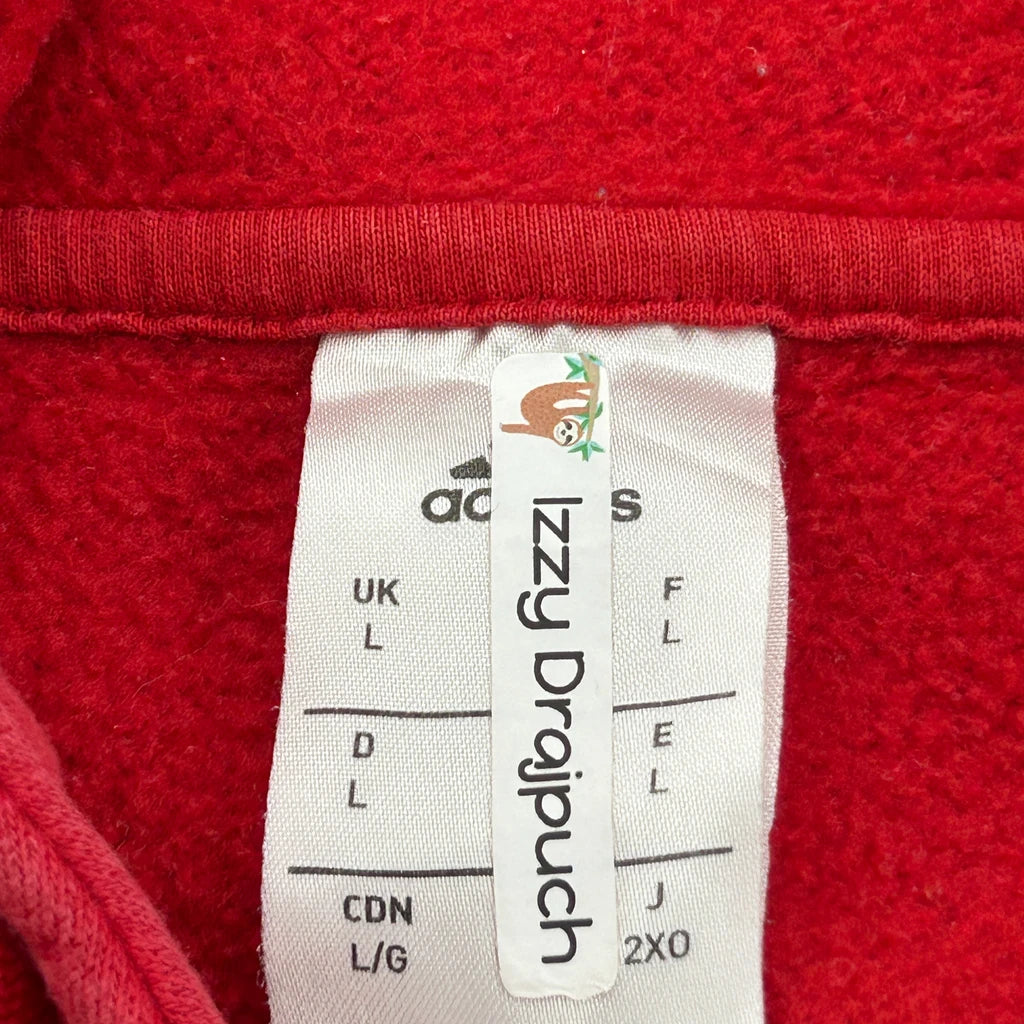 Izzy Drajpuch
UK F
L L
D E
L L
CDN J
L/G 2XO